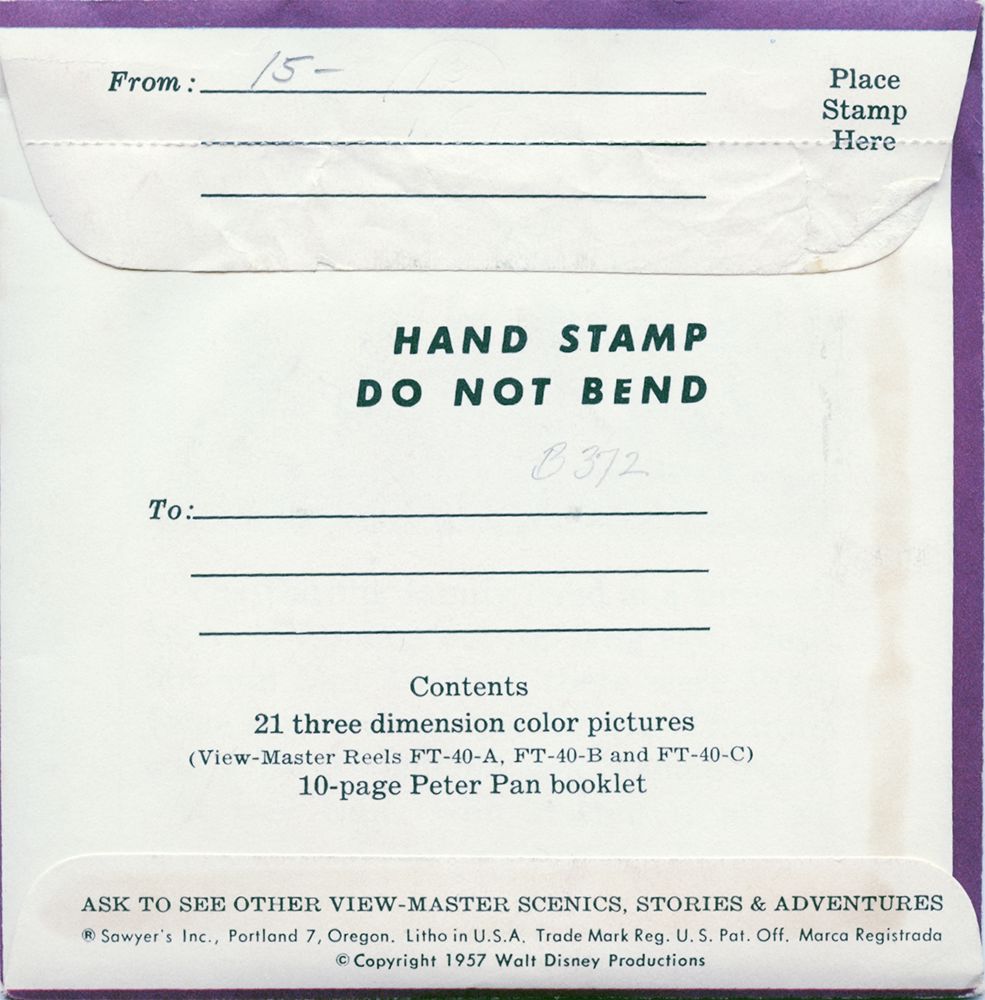 From: 15-
Place
Stamp
Here
HAND STAMP
DO NOT BEND
B 372
To:
Contents
21 three dimension color pictures
(View-Master Reels FT-40-A, FT-40-B and FT-40-C)
10-page Peter Pan booklet
ASK TO SEE OTHER VIEW-MASTER SCENICS, STORIES & ADVENTURES
® Sawyer's Inc., Portland 7, Oregon. Litho in U.S.A. Trade Mark Reg. U. S. Pat. Off. Marca Registrada
© Copyright 1957 Walt Disney Productions